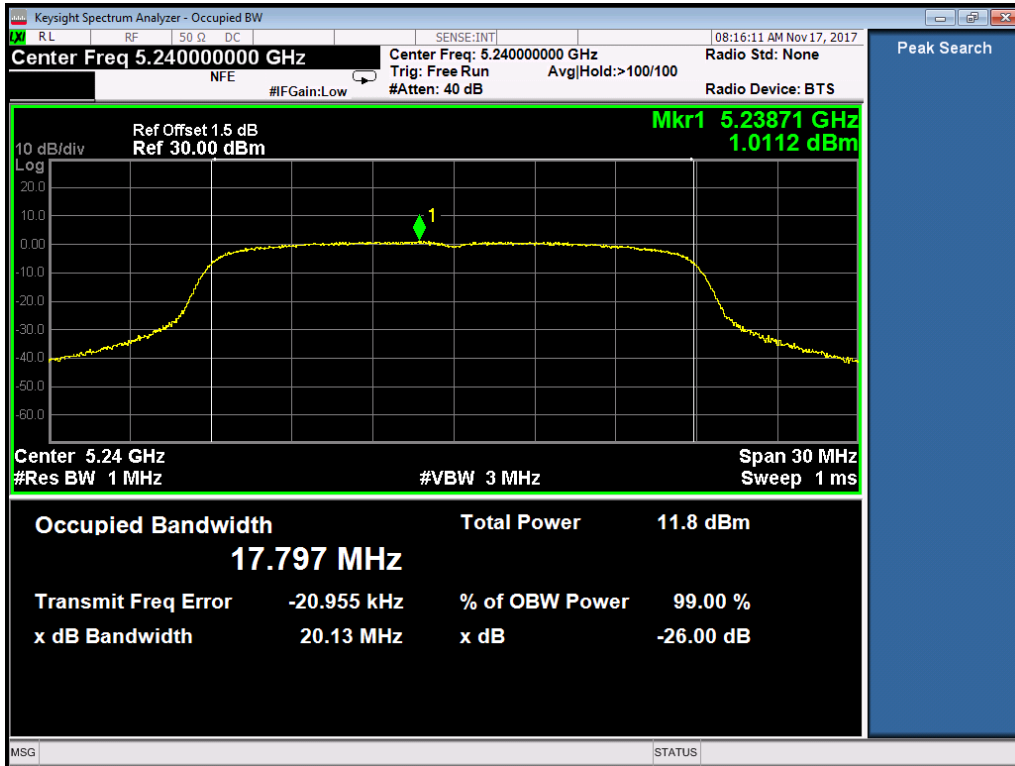 Keysight Spectrum Analyzer - Occupied BW
LXI RL RF 50 Ω DC SENSE:INT 08:16:11 AM Nov 17, 2017
Center Freq 5.240000000 GHz Center Freq: 5.240000000 GHz Radio Std: None
NFE Trig: Free Run Avg|Hold:>100/100
#IFGain:Low #Atten: 40 dB Radio Device: BTS
Peak Search
Mkr1 5.23871 GHz
1.0112 dBm
Ref Offset 1.5 dB
10 dB/div Ref 30.00 dBm
Log
20.0
10.0
1
0.00
-10.0
-20.0
-30.0
-40.0
-50.0
-60.0
Center 5.24 GHz Span 30 MHz
#Res BW 1 MHz #VBW 3 MHz Sweep 1 ms
Occupied Bandwidth Total Power 11.8 dBm
17.797 MHz
Transmit Freq Error -20.955 kHz % of OBW Power 99.00 %
x dB Bandwidth 20.13 MHz x dB -26.00 dB
MSG STATUS